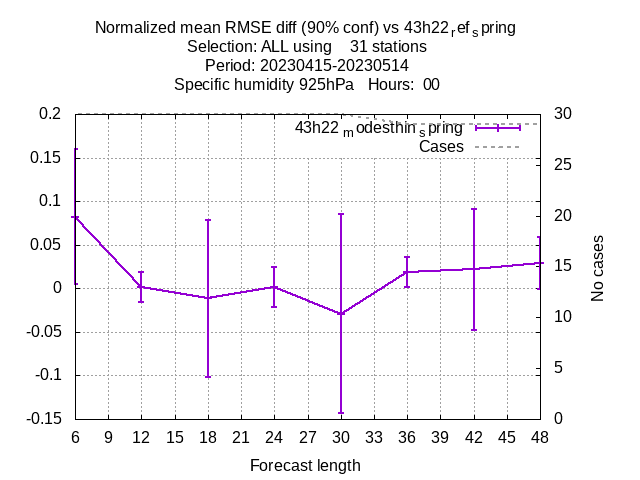 Normalized mean RMSE diff (90% conf) vs 43h22refspring
Selection: ALL using 31 stations
Period: 20230415-20230514
Specific humidity 925hPa Hours: 00
0.2
0.15
0.1
0.05
0
-0.05
-0.1
-0.15
30
25
20
15
10
5
0
43h22modesthinspring
Cases
No cases
6 9 12 15 18 21 24 27 30 33 36 39 42 45 48
Forecast length